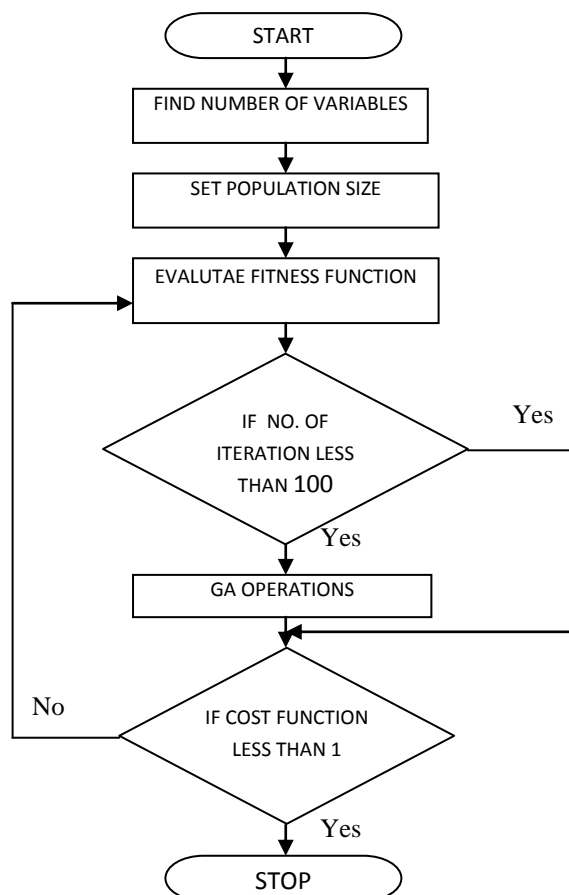 START
FIND NUMBER OF VARIABLES
SET POPULATION SIZE
EVALUTAE FITNESS FUNCTION
IF NO. OF
ITERATION LESS
THAN 100
Yes
Yes
GA OPERATIONS
No
IF COST FUNCTION
LESS THAN 1
Yes
STOP